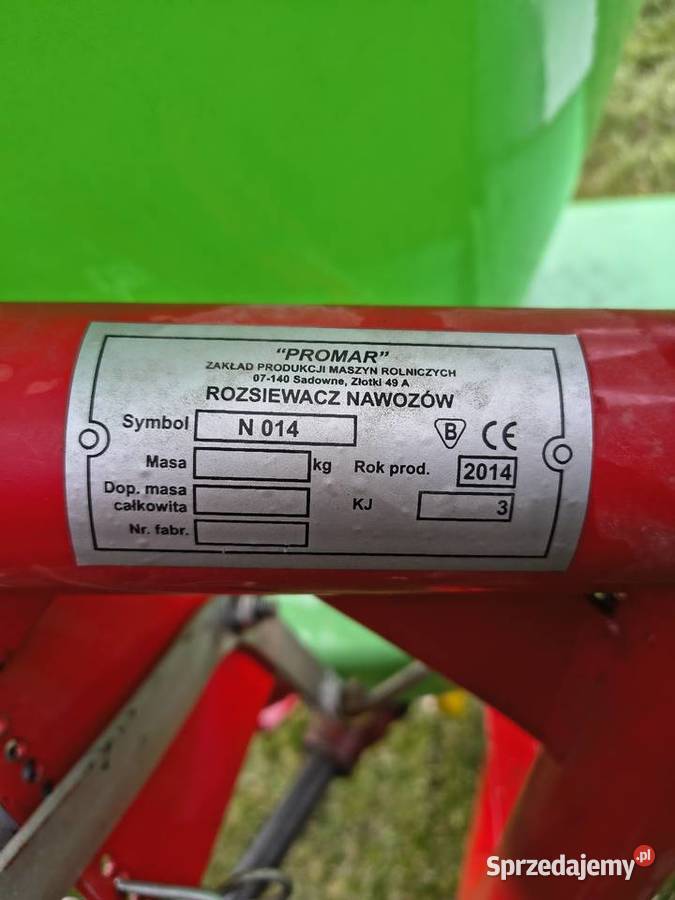 "PROMAR"
ZAKŁAD PRODUKCJI MASZYN ROLNICZYCH
07-140 Sadowne, Złotki 49 A
ROZSIEWACZ NAWOZÓW
Symbol N 014 B CE
Masa kg Rok prod. 2014
Dop. masa
całkowita KJ 3
Nr. fabr.
Sprzedajemy.pl